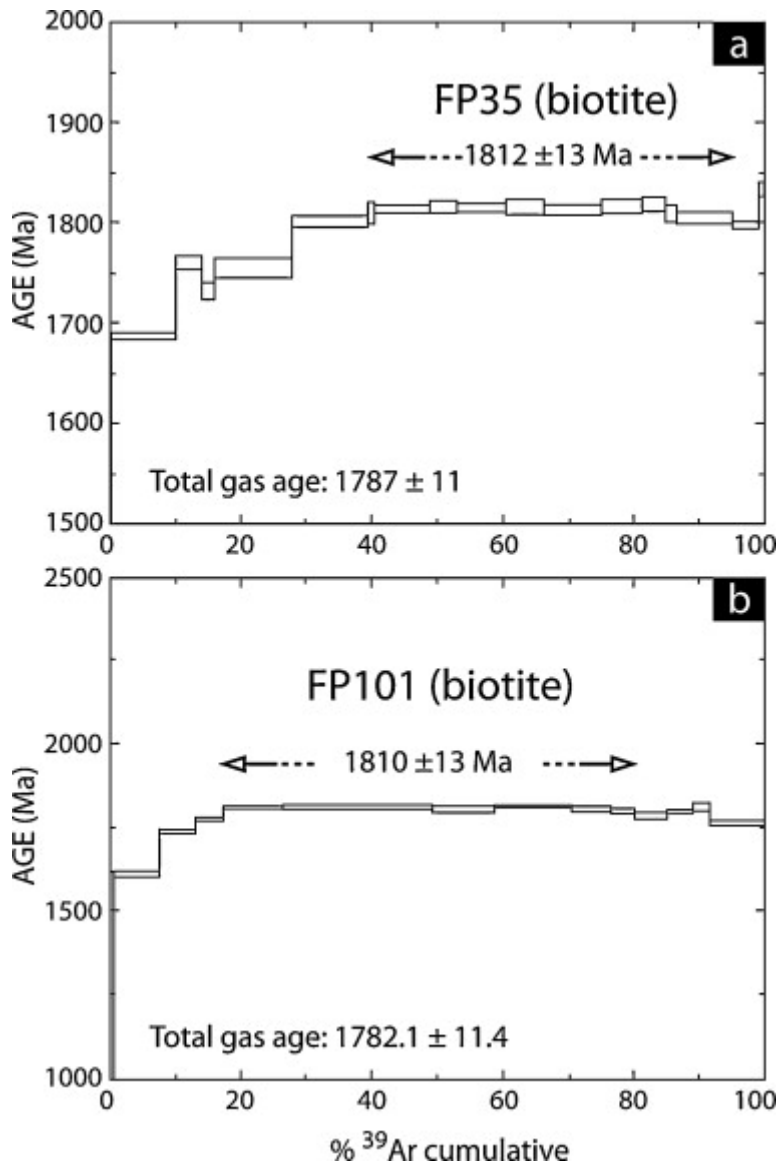 a
FP35 (biotite)
1812 ±13 Ma
Total gas age: 1787 ± 11
AGE (Ma)
2000
1900
1800
1700
1600
1500
0 20 40 60 80 100
b
FP101 (biotite)
1810 ±13 Ma
Total gas age: 1782.1 ± 11.4
AGE (Ma)
2500
2000
1500
1000
0 20 40 60 80 100
% ³⁹Ar cumulative